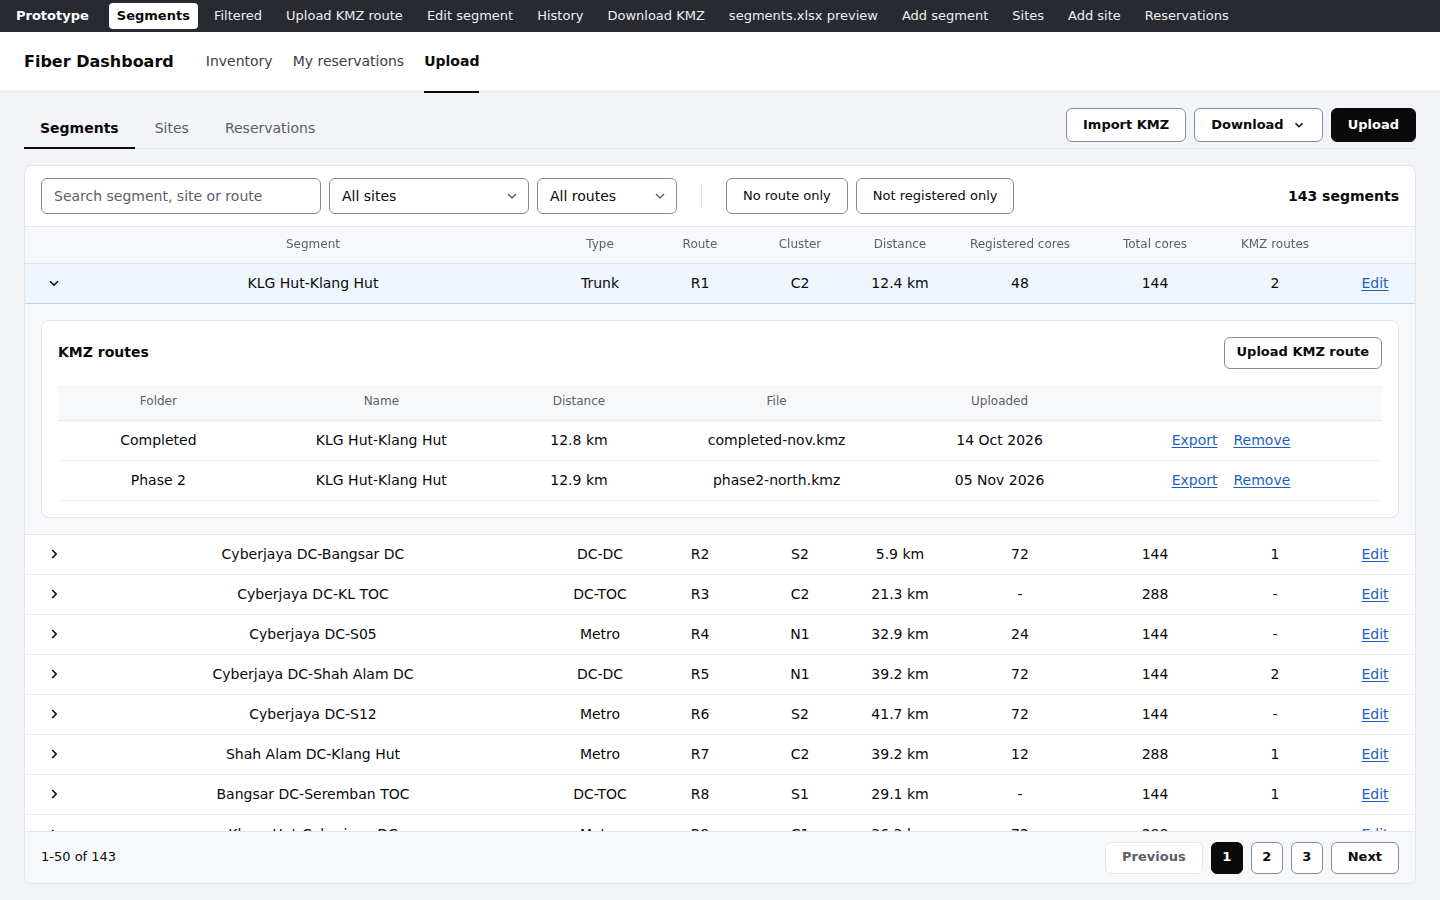 Prototype Segments Filtered Upload KMZ route Edit segment History Download KMZ segments.xlsx preview Add segment Sites Add site Reservations
Fiber Dashboard Inventory My reservations Upload
Segments Sites Reservations Import KMZ Download Upload
Search segment, site or route All sites All routes No route only Not registered only 143 segments
Segment Type Route Cluster Distance Registered cores Total cores KMZ routes
KLG Hut-Klang Hut Trunk R1 C2 12.4 km 48 144 2 Edit
KMZ routes Upload KMZ route
Folder Name Distance File Uploaded
Completed KLG Hut-Klang Hut 12.8 km completed-nov.kmz 14 Oct 2026 Export Remove
Phase 2 KLG Hut-Klang Hut 12.9 km phase2-north.kmz 05 Nov 2026 Export Remove
Cyberjaya DC-Bangsar DC DC-DC R2 S2 5.9 km 72 144 1 Edit
Cyberjaya DC-KL TOC DC-TOC R3 C2 21.3 km - 288 - Edit
Cyberjaya DC-S05 Metro R4 N1 32.9 km 24 144 - Edit
Cyberjaya DC-Shah Alam DC DC-DC R5 N1 39.2 km 72 144 2 Edit
Cyberjaya DC-S12 Metro R6 S2 41.7 km 72 144 - Edit
Shah Alam DC-Klang Hut Metro R7 C2 39.2 km 12 288 1 Edit
Bangsar DC-Seremban TOC DC-TOC R8 S1 29.1 km - 144 1 Edit
1-50 of 143 Previous 1 2 3 Next